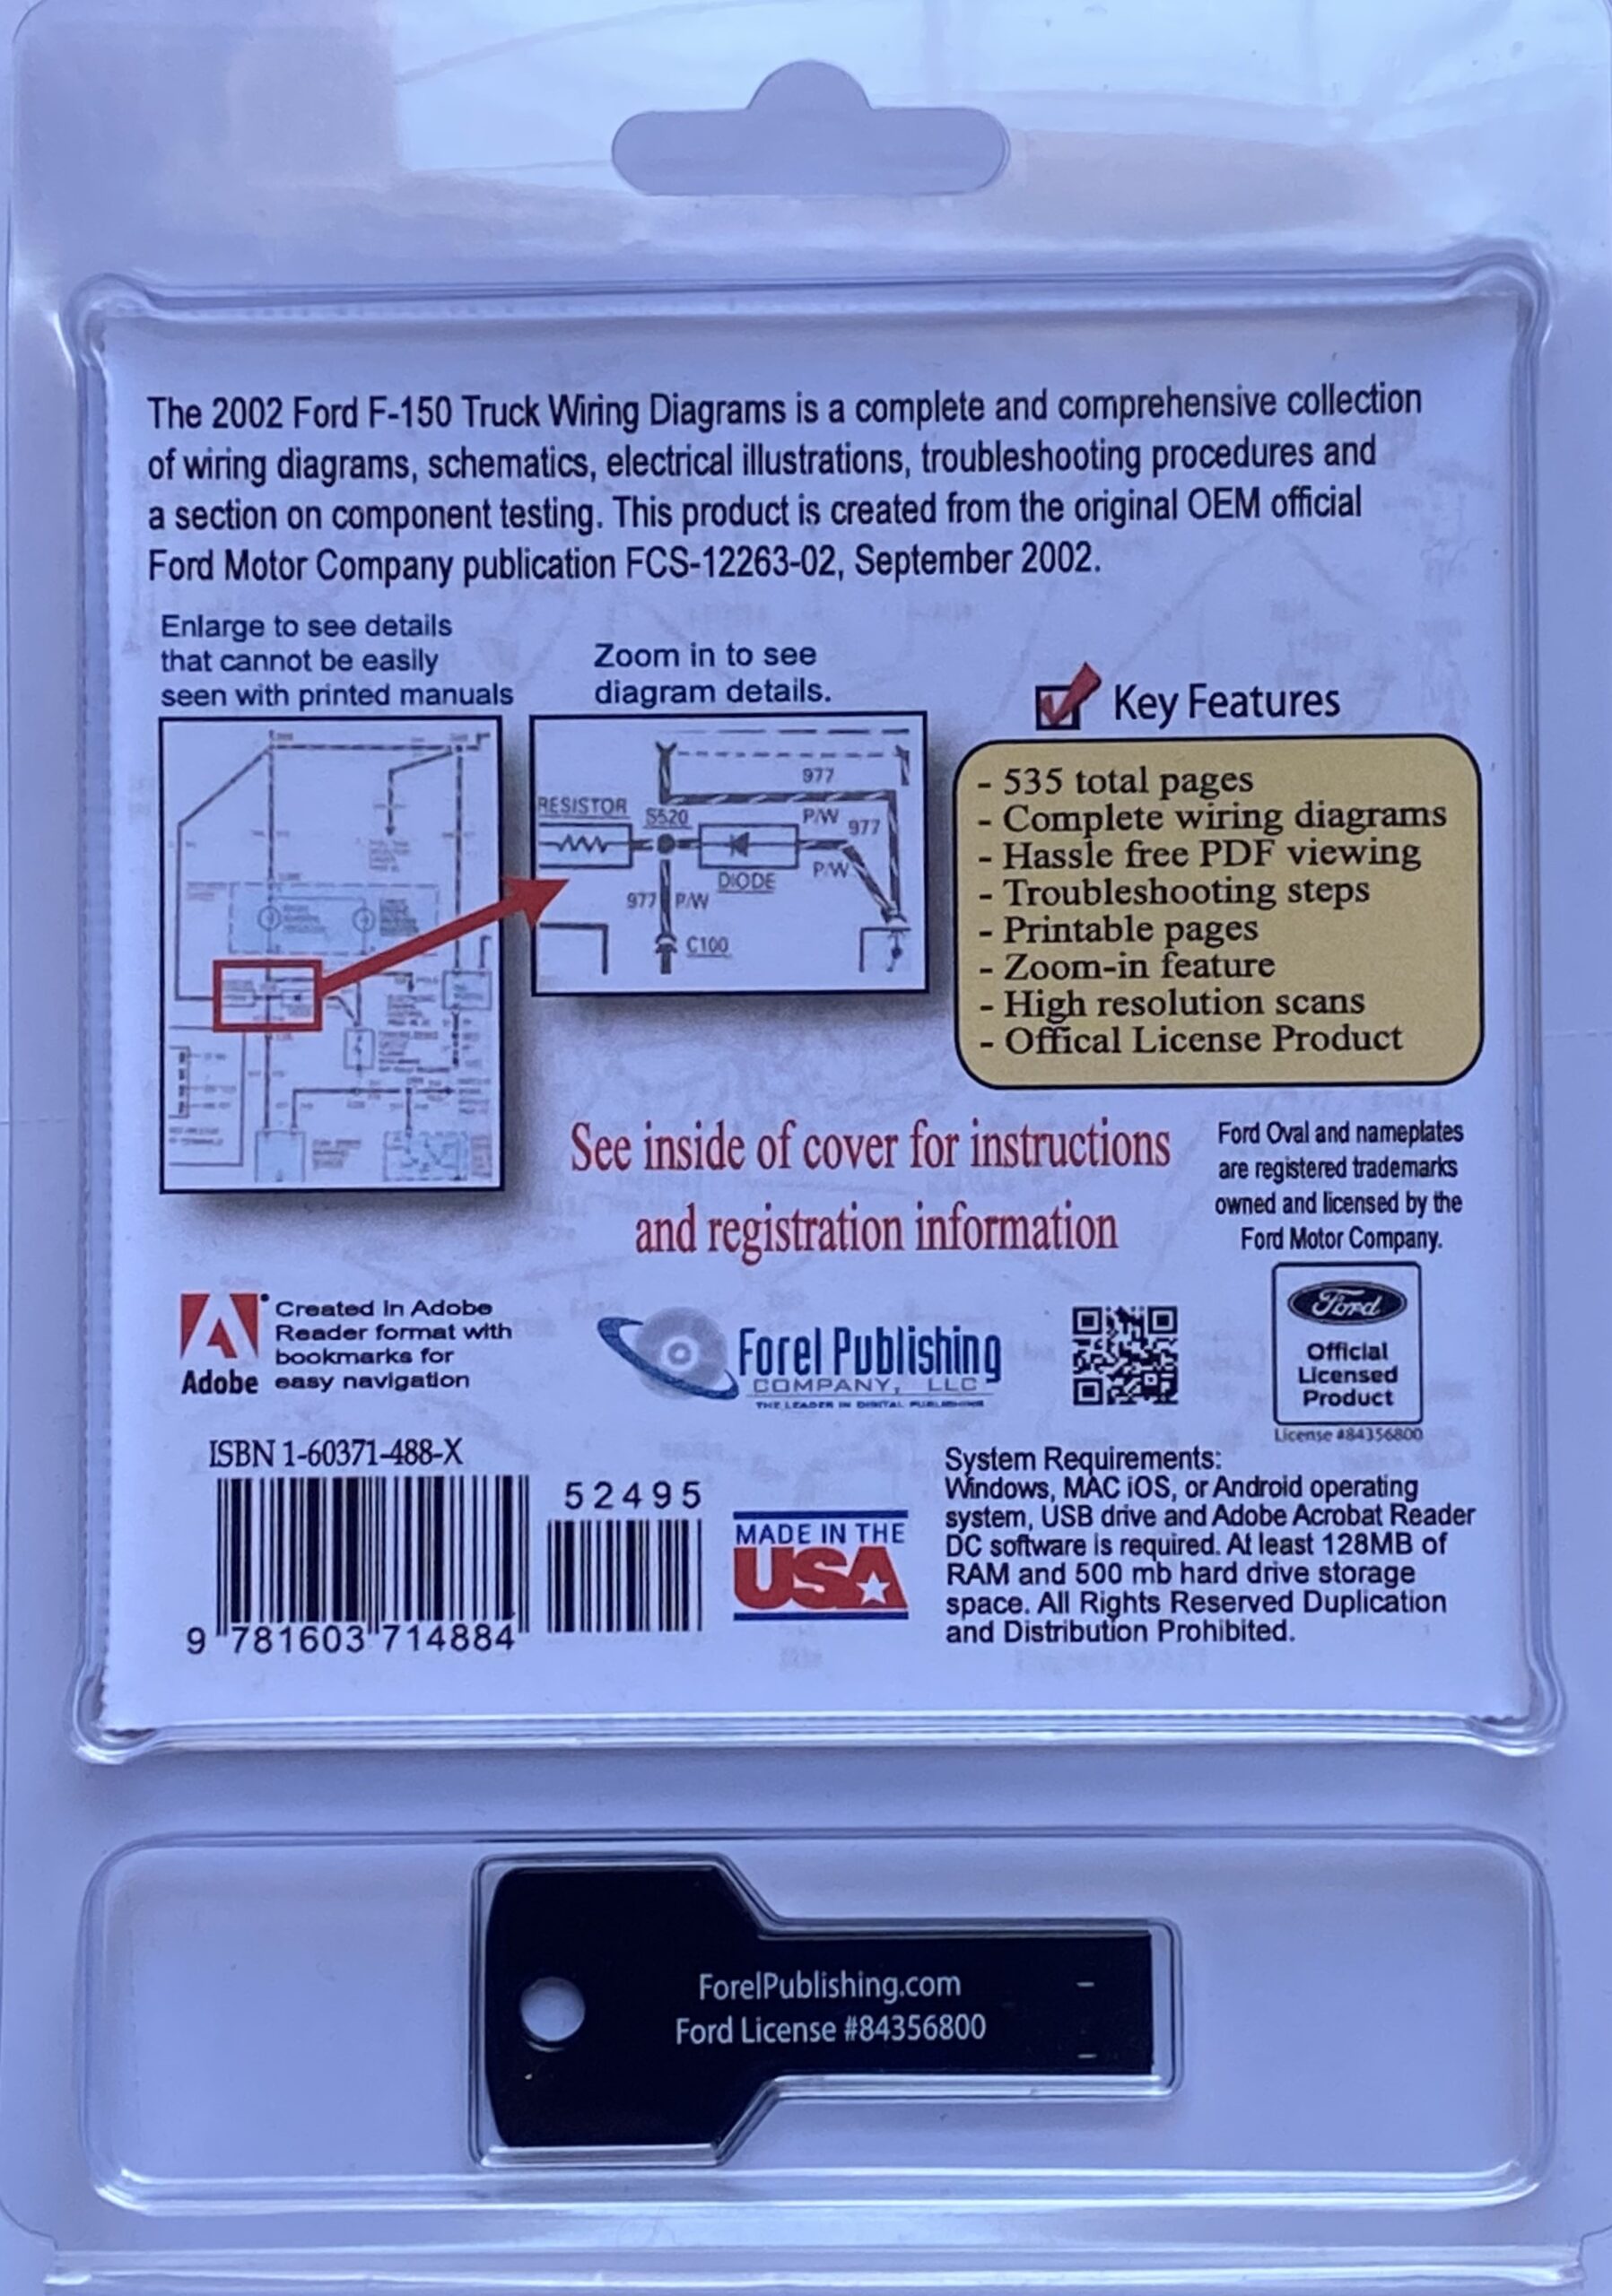 The 2002 Ford F-150 Truck Wiring Diagrams is a complete and comprehensive collection
of wiring diagrams, schematics, electrical illustrations, troubleshooting procedures and
a section on component testing. This product is created from the original OEM official
Ford Motor Company publication FCS-12263-02, September 2002.
Enlarge to see details
that cannot be easily
seen with printed manuals
Zoom in to see
diagram details.
977
RESISTOR
S520
P/W
977
DIODE
P/W
977 P/W
C100
Key Features
- 535 total pages
- Complete wiring diagrams
- Hassle free PDF viewing
- Troubleshooting steps
- Printable pages
- Zoom-in feature
- High resolution scans
- Offical License Product
See inside of cover for instructions
and registration information
Ford Oval and nameplates
are registered trademarks
owned and licensed by the
Ford Motor Company.
Adobe
Created in Adobe
Reader format with
bookmarks for
easy navigation
Forel Publishing
COMPANY, LLC
THE LEADER IN DIGITAL PUBLISHING
Ford
Official
Licensed
Product
License #84356800
ISBN 1-60371-488-X
52495
9 781603 714884
MADE IN THE
USA
System Requirements:
Windows, MAC iOS, or Android operating
system, USB drive and Adobe Acrobat Reader
DC software is required. At least 128MB of
RAM and 500 mb hard drive storage
space. All Rights Reserved Duplication
and Distribution Prohibited.
ForelPublishing.com
Ford License #84356800